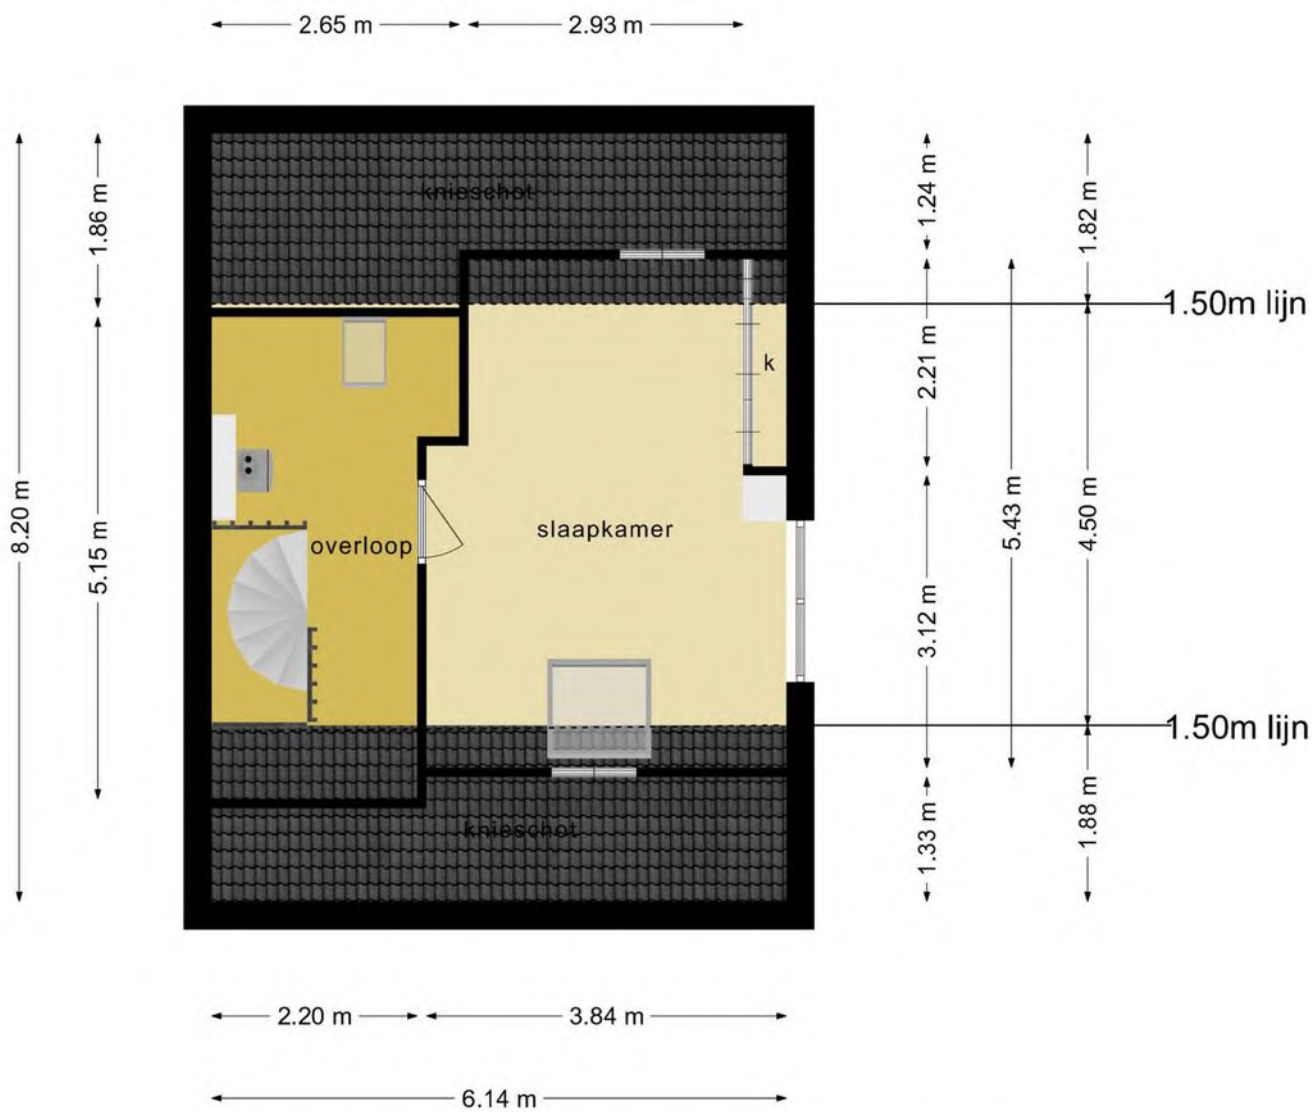 2.65 m
2.93 m
knieschot
1.86 m
1.24 m
1.82 m
1.50m lijn
k
2.21 m
8.20 m
5.15 m
overloop
slaapkamer
5.43 m
4.50 m
3.12 m
1.50m lijn
knieschot
1.33 m
1.88 m
2.20 m
3.84 m
6.14 m